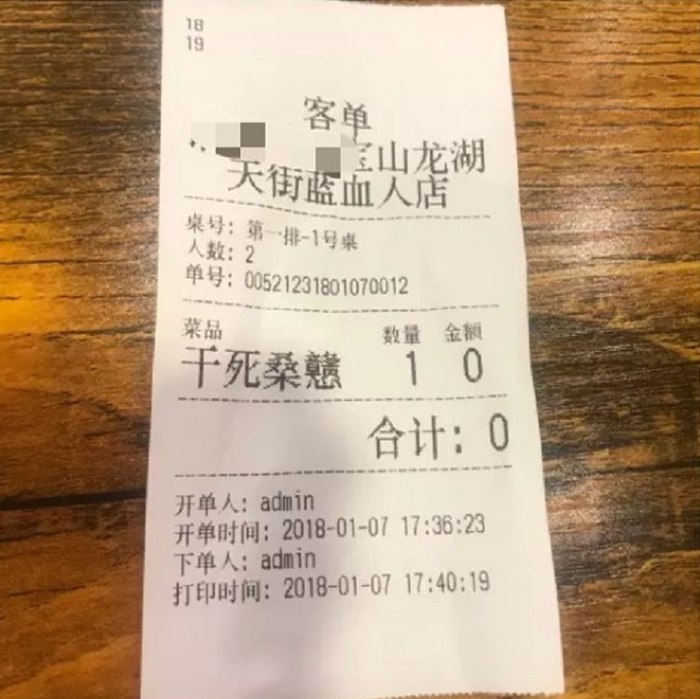 18
19
客单
宝山龙湖
天街蓝血人店
桌号: 第一排-1号桌
人数: 2
单号: 00521231801070012
菜品 数量 金额
干死桑戆 1 0
合计: 0
开单人: admin
开单时间: 2018-01-07 17:36:23
下单人: admin
打印时间: 2018-01-07 17:40:19